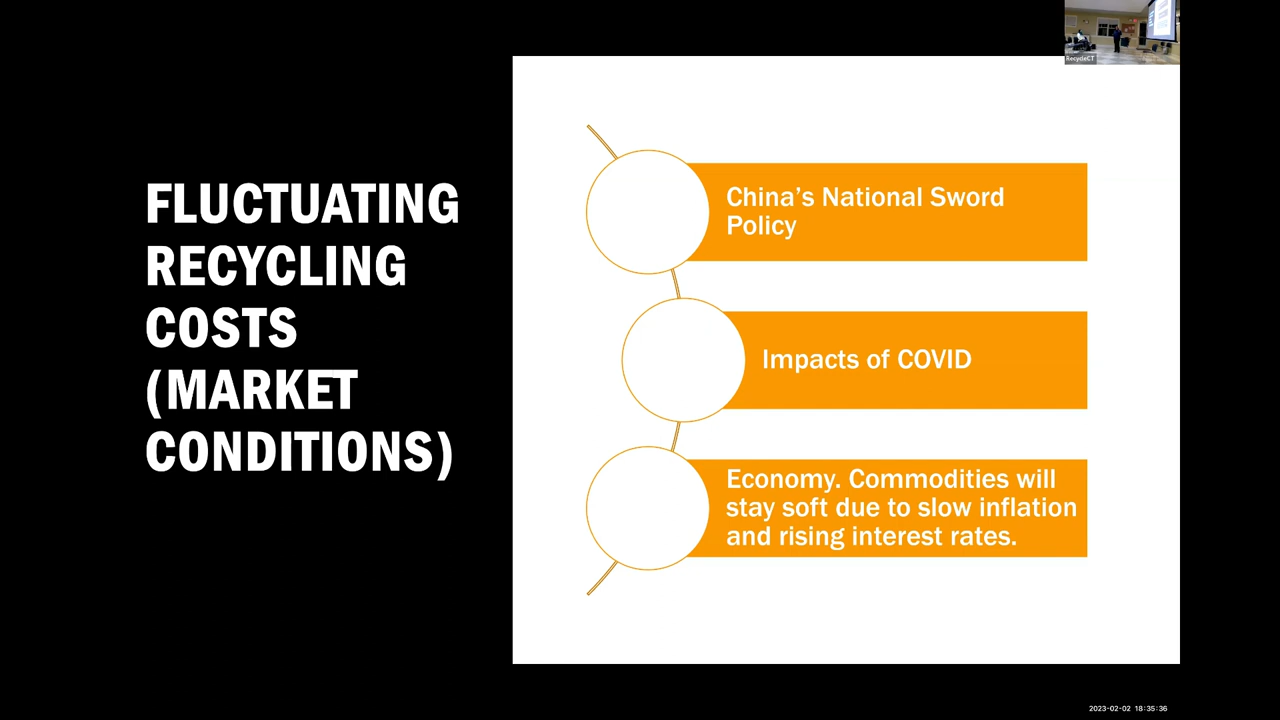 RecycleCT
FLUCTUATING
RECYCLING
COSTS
(MARKET
CONDITIONS)
China’s National Sword
Policy
Impacts of COVID
Economy. Commodities will
stay soft due to slow inflation
and rising interest rates.
2023-02-02 18:35:36